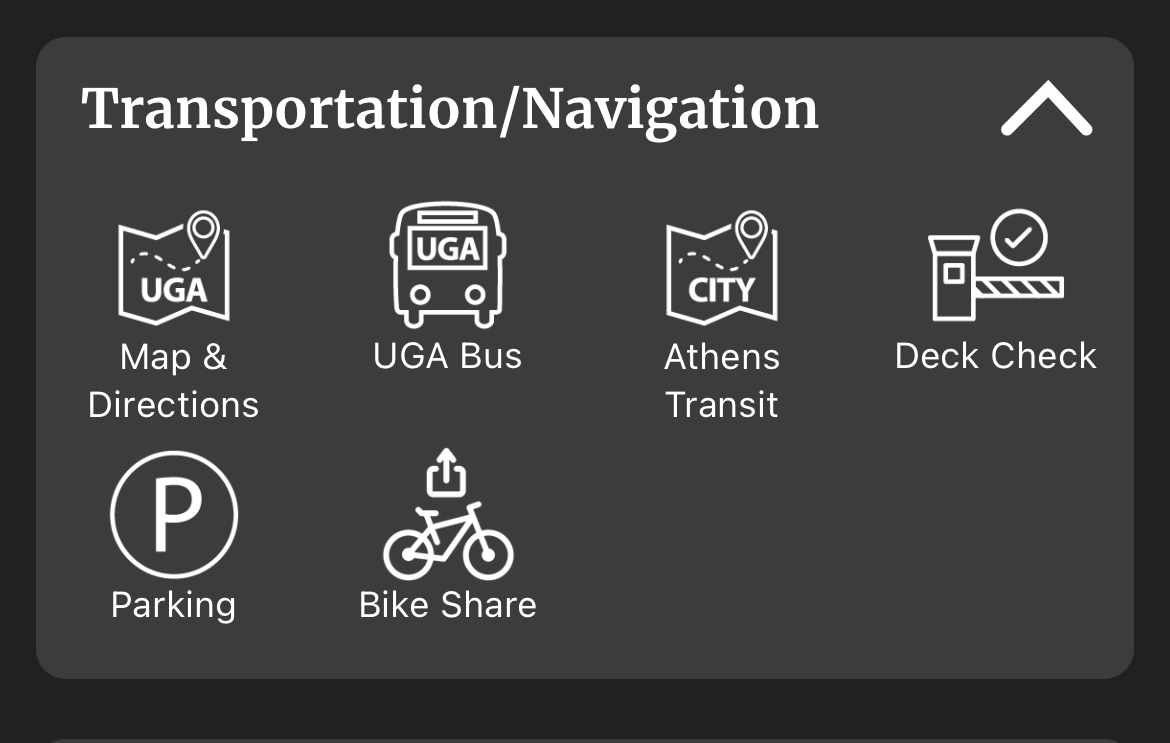 Transportation/Navigation
UGA
UGA
CITY
Map &
Directions
UGA Bus
Athens
Transit
Deck Check
P
Parking
Bike Share